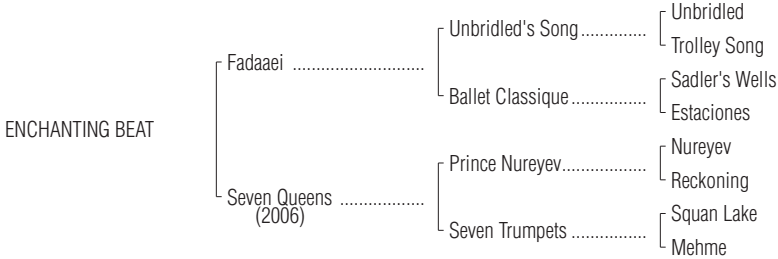 Unbridled
Unbridled's Song ..............
Trolley Song
Fadaaei ............................
Sadler's Wells
Ballet Classique ................
Estaciones
ENCHANTING BEAT
Nureyev
Prince Nureyev..................
Reckoning
Seven Queens ..................
(2006)
Squan Lake
Seven Trumpets ................
Mehme